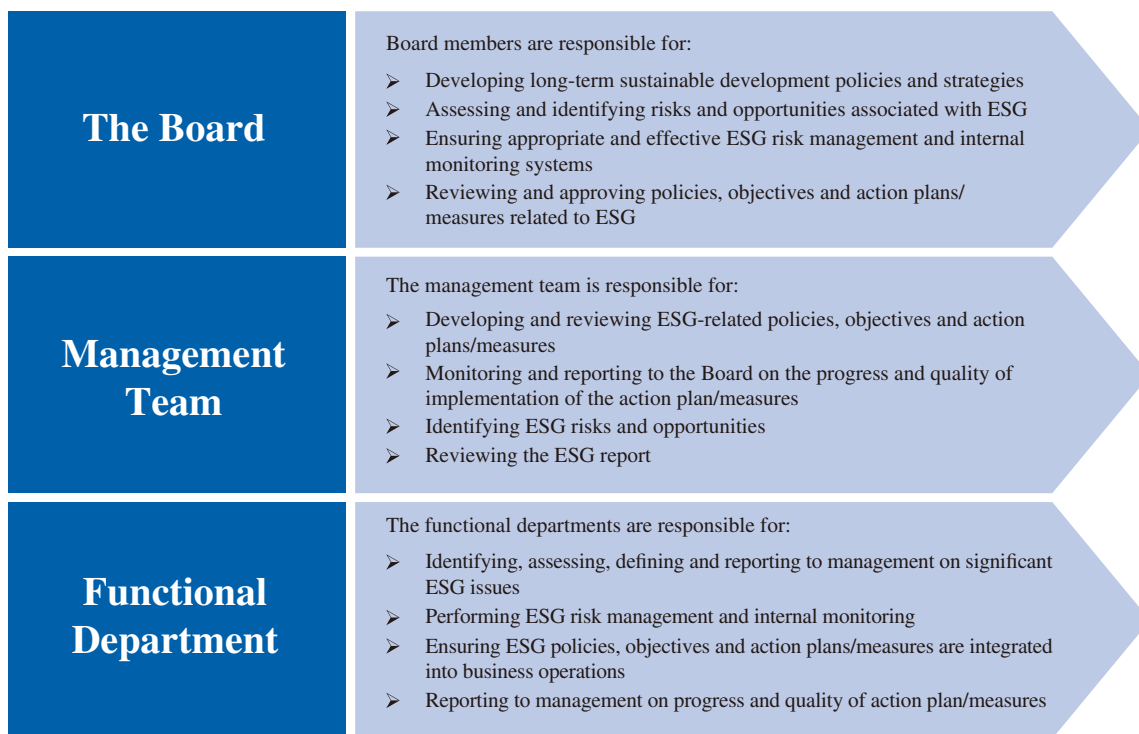 The Board
Board members are responsible for:
➢ Developing long-term sustainable development policies and strategies
➢ Assessing and identifying risks and opportunities associated with ESG
➢ Ensuring appropriate and effective ESG risk management and internal
monitoring systems
➢ Reviewing and approving policies, objectives and action plans/
measures related to ESG
Management
Team
The management team is responsible for:
➢ Developing and reviewing ESG-related policies, objectives and action
plans/measures
➢ Monitoring and reporting to the Board on the progress and quality of
implementation of the action plan/measures
➢ Identifying ESG risks and opportunities
➢ Reviewing the ESG report
Functional
Department
The functional departments are responsible for:
➢ Identifying, assessing, defining and reporting to management on significant
ESG issues
➢ Performing ESG risk management and internal monitoring
➢ Ensuring ESG policies, objectives and action plans/measures are integrated
into business operations
➢ Reporting to management on progress and quality of action plan/measures